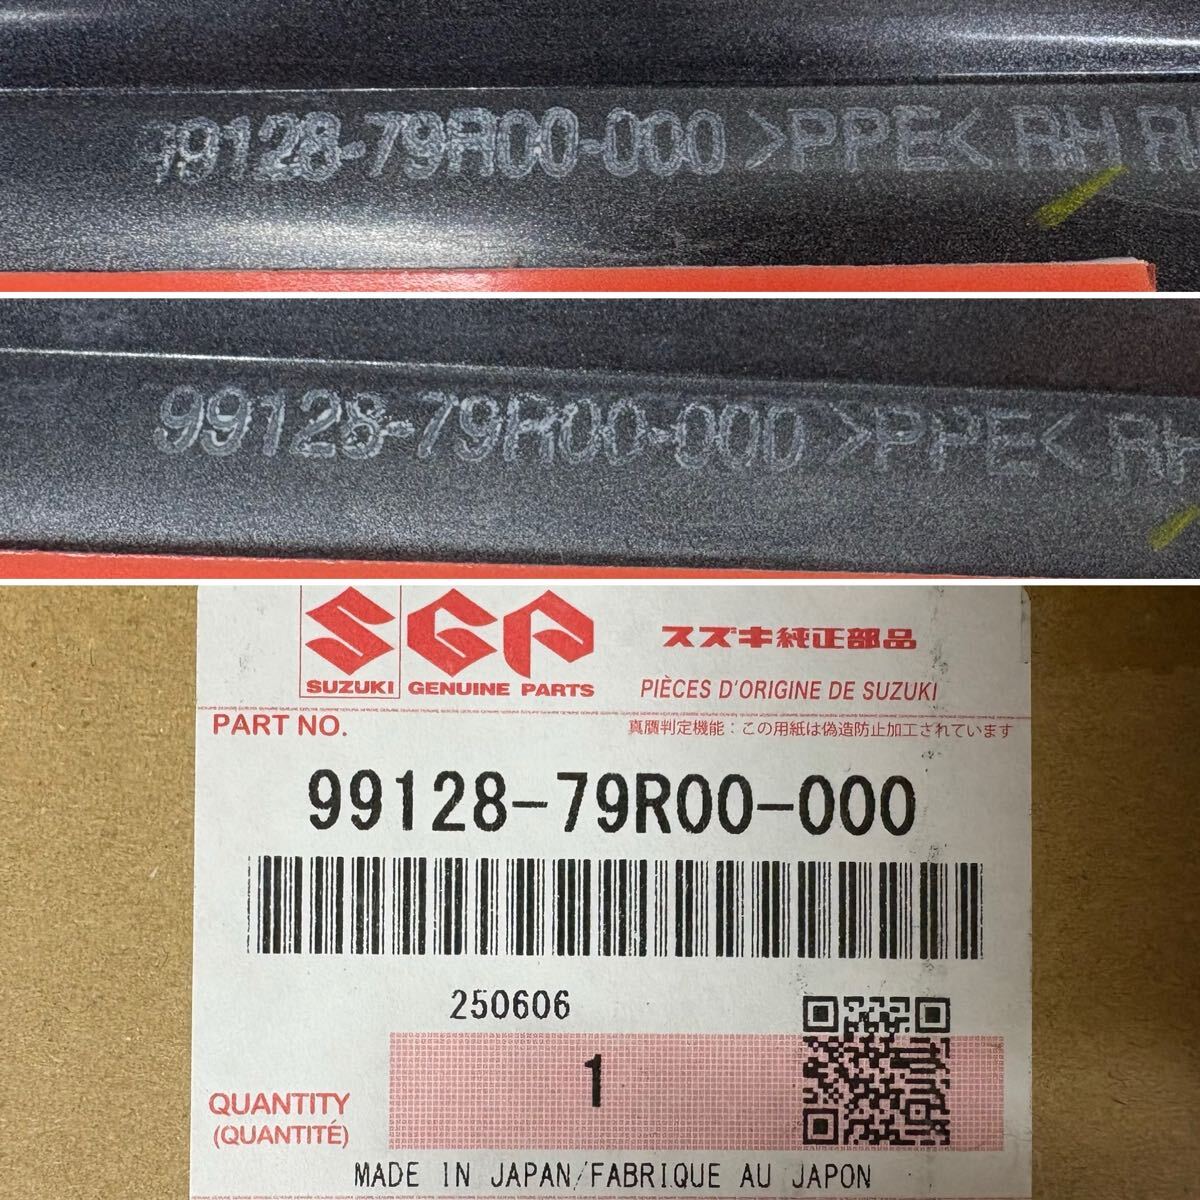 99128-79R00-000 >PPE< RH R
99128-79R00-000 >PPE< RH
SGP
スズキ純正部品
SUZUKI GENUINE PARTS
PIÈCES D'ORIGINE DE SUZUKI
PART NO.
真贋判定機能:この用紙は偽造防止加工されています
99128-79R00-000
250606
1
QUANTITY
(QUANTITÉ)
MADE IN JAPAN/FABRIQUE AU JAPON